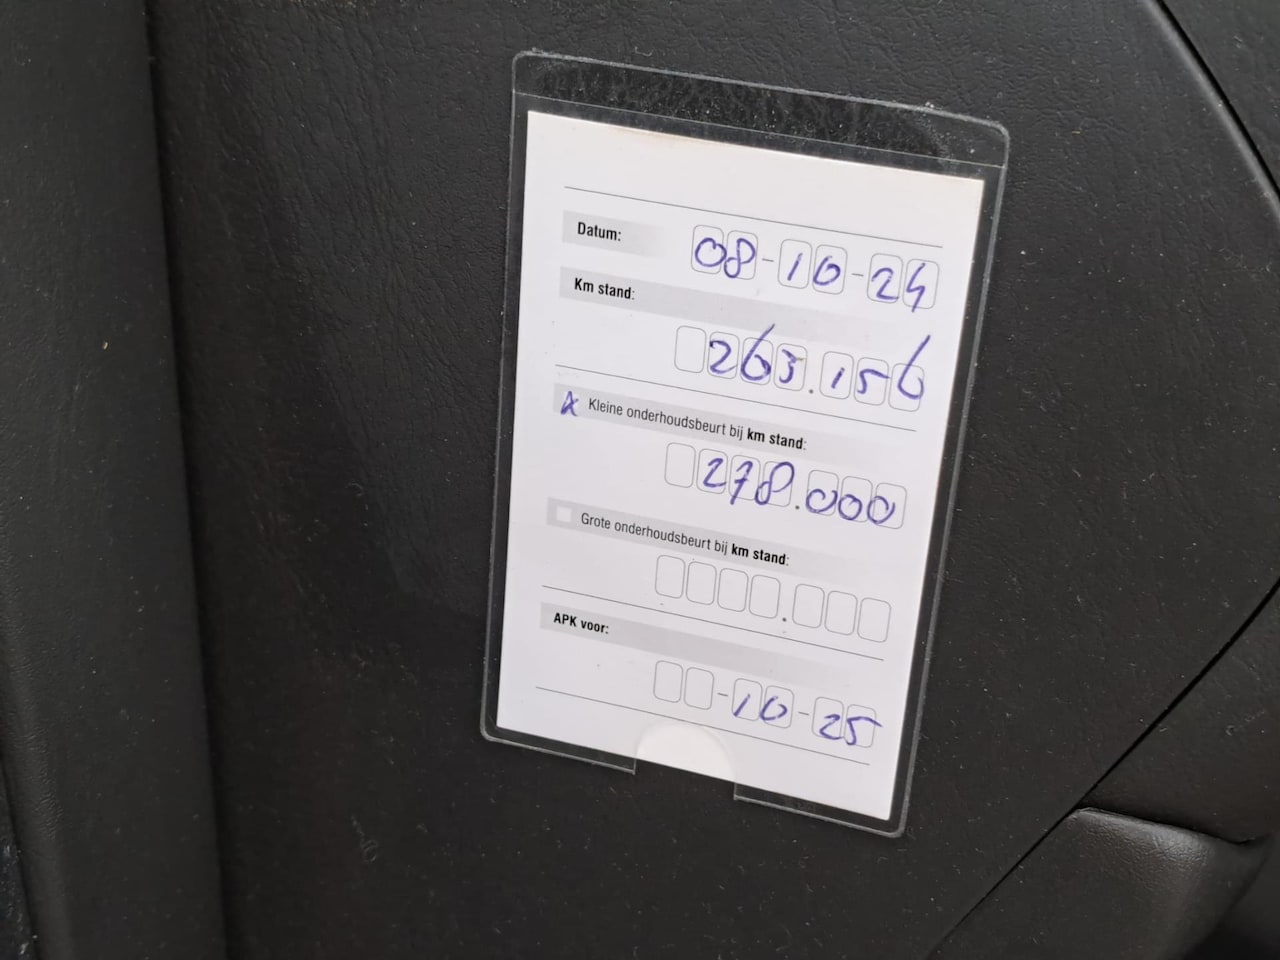 Datum:
08-10-24
Km stand:
263.156
x Kleine onderhoudsbeurt bij km stand:
278.000
Grote onderhoudsbeurt bij km stand:
.
APK voor:
-10-25